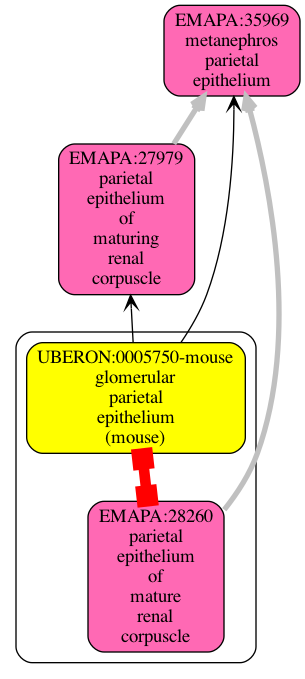 EMAPA:35969
metanephros
parietal
epithelium
EMAPA:27979
parietal
epithelium
of
maturing
renal
corpuscle
UBERON:0005750-mouse
glomerular
parietal
epithelium
(mouse)
EMAPA:28260
parietal
epithelium
of
mature
renal
corpuscle